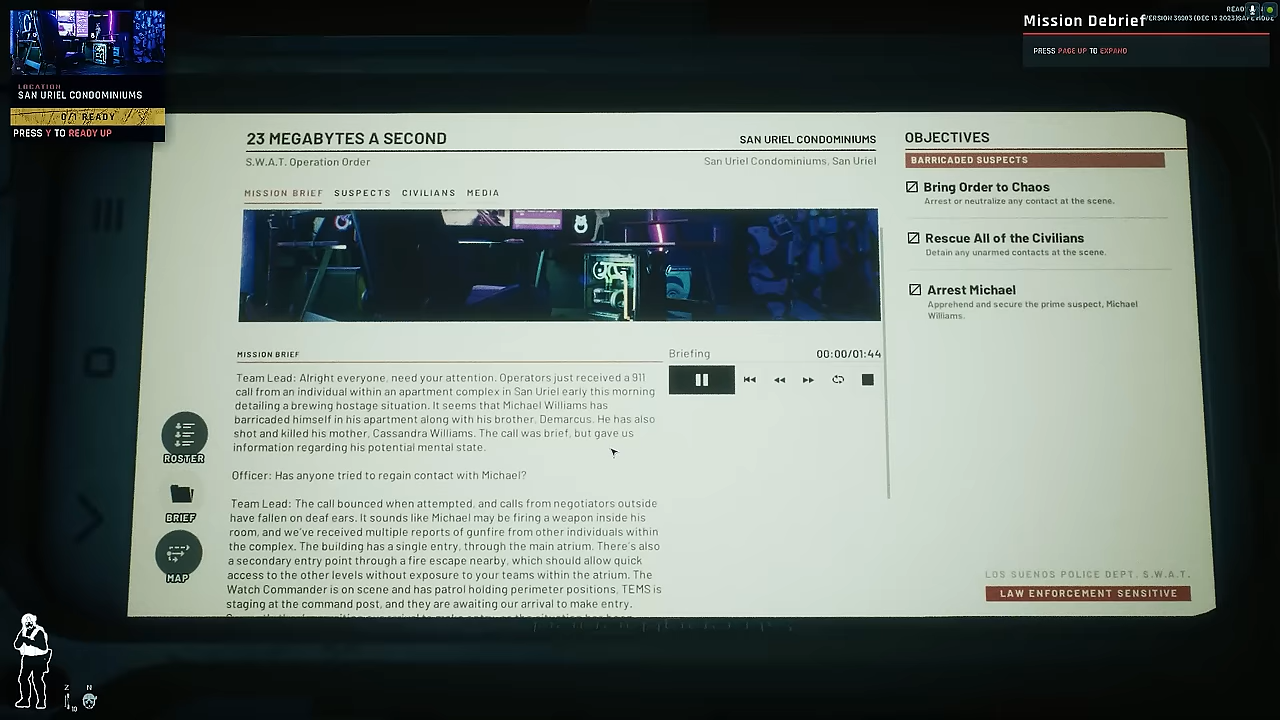 LOCATION
SAN URIEL CONDOMINIUMS
0/1 READY
PRESS Y TO READY UP
Mission Debrief
VERSION 39903 (DEC 13 2023)
PRESS PAGE UP TO EXPAND
23 MEGABYTES A SECOND
SAN URIEL CONDOMINIUMS
S.W.A.T. Operation Order
San Uriel Condominiums, San Uriel
MISSION BRIEF SUSPECTS CIVILIANS MEDIA
MISSION BRIEF
Team Lead: Alright everyone, need your attention. Operators just received a 911
call from an individual within an apartment complex in San Uriel early this morning
detailing a brewing hostage situation. It seems that Michael Williams has
barricaded himself in his apartment along with his brother, Demarcus. He has also
shot and killed his mother, Cassandra Williams. The call was brief, but gave us
information regarding his potential mental state.
Officer: Has anyone tried to regain contact with Michael?
Team Lead: The call bounced when attempted, and calls from negotiators outside
have fallen on deaf ears. It sounds like Michael may be firing a weapon inside his
room, and we've received multiple reports of gunfire from other individuals within
the complex. The building has a single entry, through the main atrium. There's also
a secondary entry point through a fire escape nearby, which should allow quick
access to the other levels without exposure to your teams within the atrium. The
Watch Commander is on scene and has patrol holding perimeter positions, TEMS is
staging at the command post, and they are awaiting our arrival to make entry.
Briefing
00:00/01:44
OBJECTIVES
BARRICADED SUSPECTS
Bring Order to Chaos
Arrest or neutralize any contact at the scene.
Rescue All of the Civilians
Detain any unarmed contacts at the scene.
Arrest Michael
Apprehend and secure the prime suspect, Michael
Williams.
LOS SUENOS POLICE DEPT. S.W.A.T.
LAW ENFORCEMENT SENSITIVE
ROSTER
BRIEF
MAP
Z
N
10